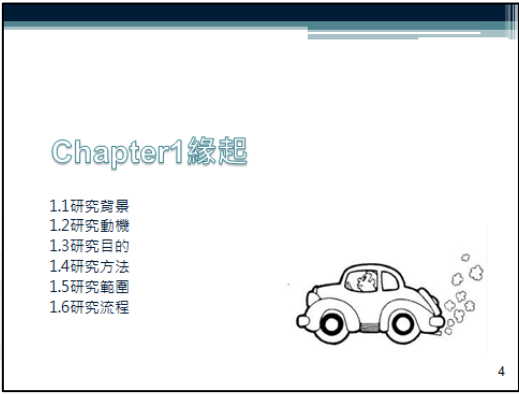 Chapter1緣起
1.1研究背景
1.2研究動機
1.3研究目的
1.4研究方法
1.5研究範圍
1.6研究流程
4